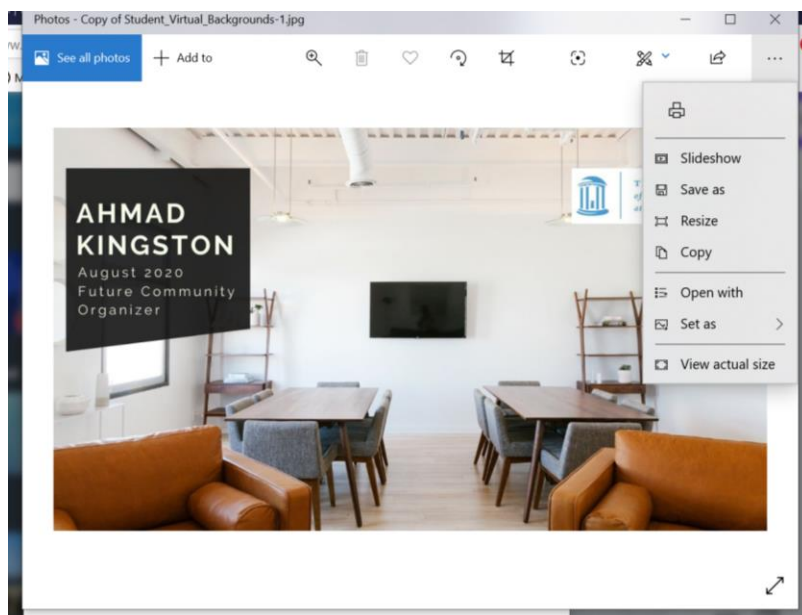 Photos - Copy of Student_Virtual_Backgrounds-1.jpg
See all photos
Add to
AHMAD
KINGSTON
August 2020
Future Community
Organizer
Slideshow
Save as
Resize
Copy
Open with
Set as
View actual size